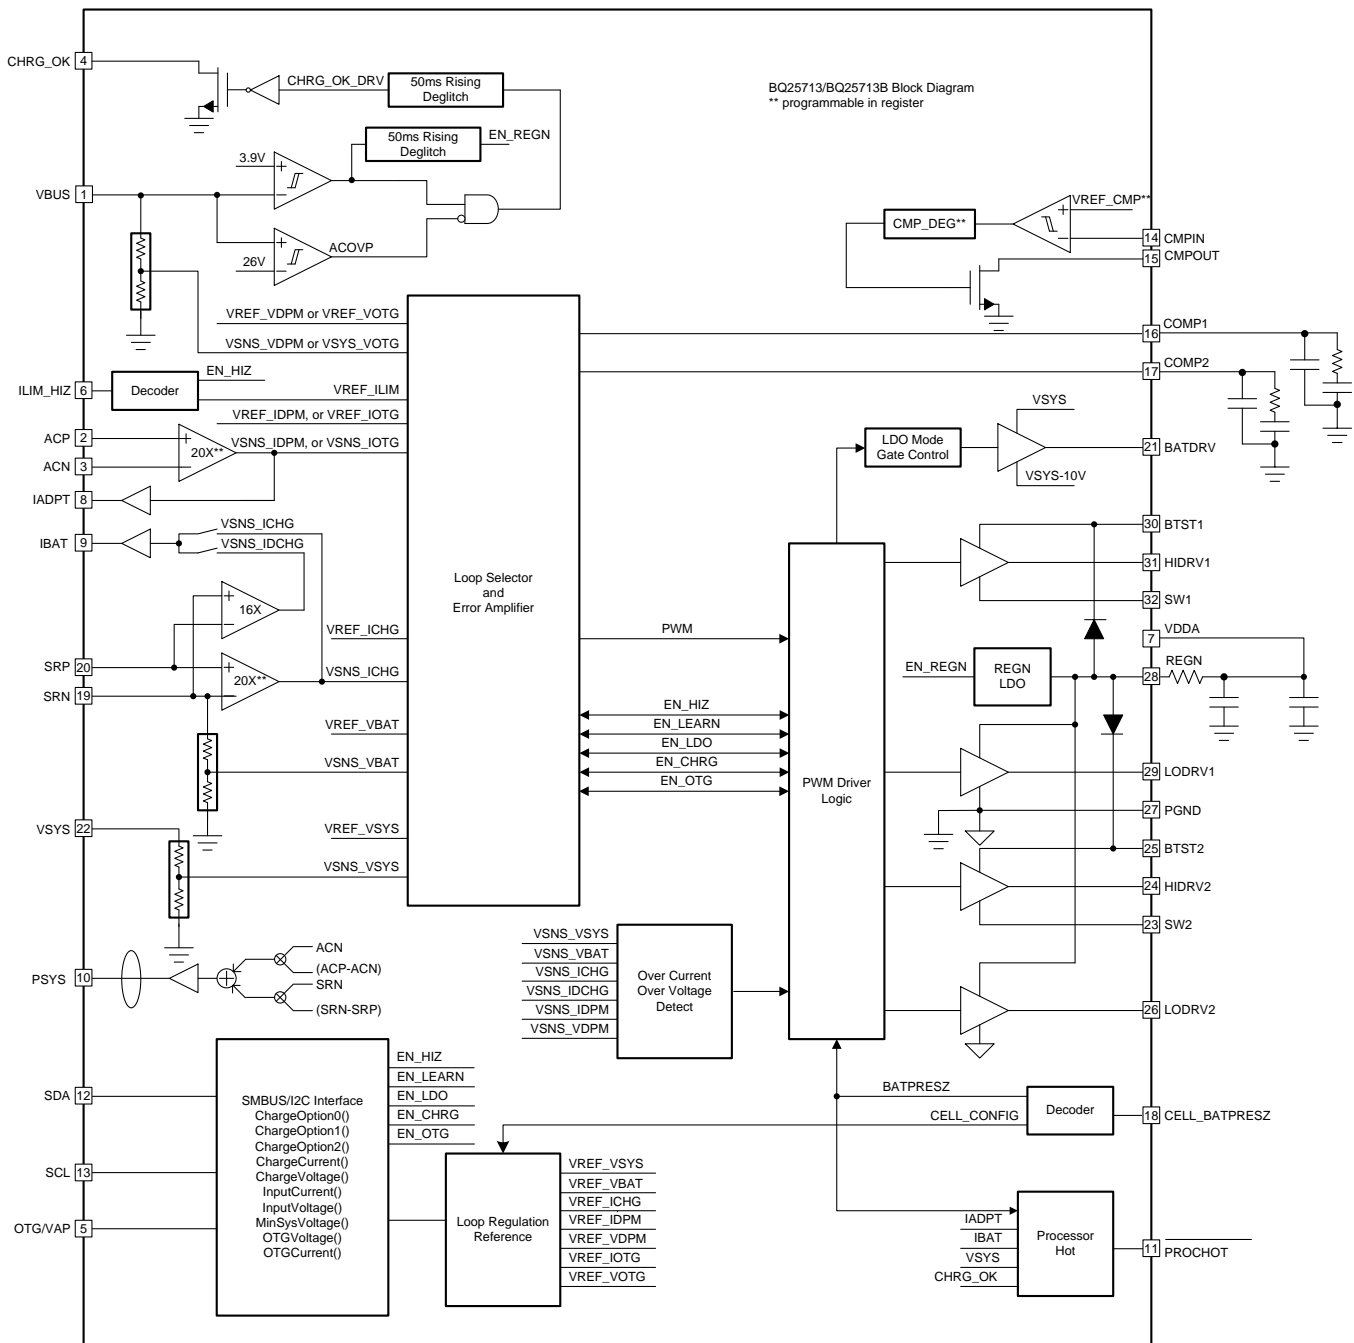 CHRG_OK
4
CHRG_OK_DRV
50ms Rising
Deglitch
BQ25713/BQ25713B Block Diagram
** programmable in register
50ms Rising
Deglitch
EN_REGN
3.9V
+
−
VBUS
1
+
−
ACOVP
26V
VREF_CMP**
+
−
CMP_DEG**
14
CMPIN
15
CMPOUT
VREF_VDPM or VREF_VOTG
VSNS_VDPM or VSYS_VOTG
16
COMP1
17
COMP2
ILIM_HIZ
6
Decoder
EN_HIZ
VREF_ILIM
VREF_IDPM, or VREF_IOTG
ACP
2
+
20X**
−
VSNS_IDPM, or VSNS_IOTG
ACN
3
IADPT
8
VSYS
LDO Mode
Gate Control
VSYS-10V
21
BATDRV
IBAT
9
VSNS_ICHG
VSNS_IDCHG
+
16X
−
Loop Selector
and
Error Amplifier
30
BTST1
31
HIDRV1
32
SW1
7
VDDA
VREF_ICHG
PWM
SRP
20
+
20X**
−
VSNS_ICHG
SRN
19
EN_REGN
REGN
LDO
28
REGN
VREF_VBAT
VSNS_VBAT
EN_HIZ
EN_LEARN
EN_LDO
EN_CHRG
EN_OTG
PWM Driver
Logic
29
LODRV1
27
PGND
VSYS
22
VREF_VSYS
VSNS_VSYS
25
BTST2
24
HIDRV2
23
SW2
PSYS
10
ACN
(ACP-ACN)
SRN
(SRN-SRP)
VSNS_VSYS
VSNS_VBAT
VSNS_ICHG
VSNS_IDCHG
VSNS_IDPM
VSNS_VDPM
Over Current
Over Voltage
Detect
26
LODRV2
SDA
12
SCL
13
OTG/VAP
5
SMBUS/I2C Interface
ChargeOption0()
ChargeOption1()
ChargeOption2()
ChargeCurrent()
ChargeVoltage()
InputCurrent()
InputVoltage()
MinSysVoltage()
OTGVoltage()
OTGCurrent()
EN_HIZ
EN_LEARN
EN_LDO
EN_CHRG
EN_OTG
BATPRESZ
CELL_CONFIG
Decoder
18
CELL_BATPRESZ
Loop Regulation
Reference
VREF_VSYS
VREF_VBAT
VREF_ICHG
VREF_IDPM
VREF_VDPM
VREF_IOTG
VREF_VOTG
IADPT
IBAT
VSYS
CHRG_OK
Processor
Hot
11
PROCHOT